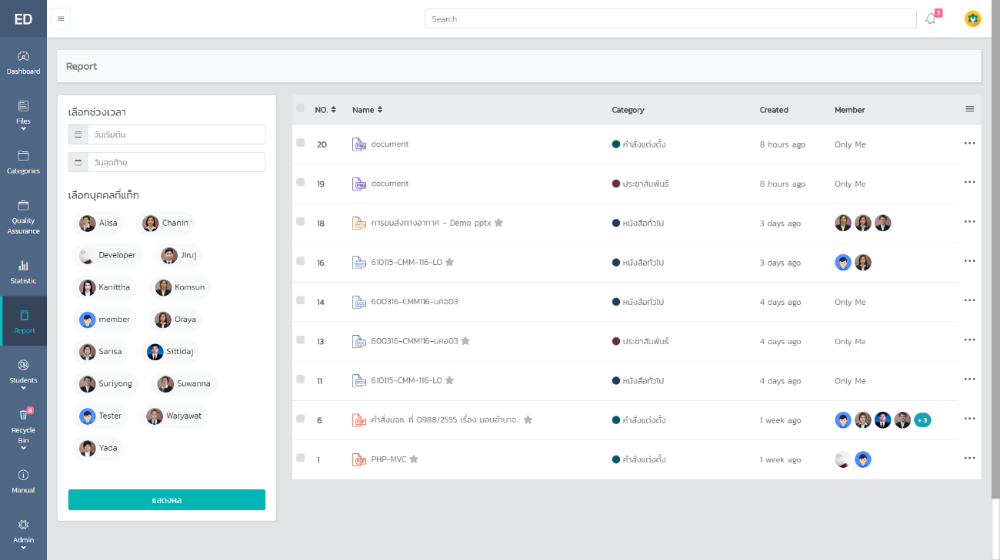 ED
Search
7
Dashboard
Files
Categories
Quality
Assurance
Statistic
Report
Students
8
Recycle
Bin
Manual
Admin
Report
เลือกช่วงเวลา
วันเริ่มต้น
วันสุดท้าย
เลือกบุคคลที่แท็ก
Alisa Chanin
Developer Jiruj
Kanittha Komsun
member Oraya
Sarisa Sittidaj
Suriyong Suwanna
Tester Waiyawat
Yada
แสดงผล
NO. Name Category Created Member
20 PNG document คำสั่งแต่งตั้ง 8 hours ago Only Me
19 PNG document ประชาสัมพันธ์ 8 hours ago Only Me
18 PPTX การขนส่งทางอากาศ - Demo pptx หนังสือทั่วไป 3 days ago
16 DOCX 610115-CMM-116-LO หนังสือทั่วไป 3 days ago
14 DOC 600316-CMM116-มคอ03 หนังสือทั่วไป 4 days ago Only Me
13 DOC 600316-CMM116-มคอ03 ประชาสัมพันธ์ 4 days ago Only Me
11 DOCX 610115-CMM-116-LO หนังสือทั่วไป 4 days ago Only Me
6 PDF คำสั่งมจธ. ที่ 0988/2555 เรื่อง มอบอำนาจ... คำสั่งแต่งตั้ง 1 week ago +3
1 PDF PHP-MVC คำสั่งแต่งตั้ง 1 week ago